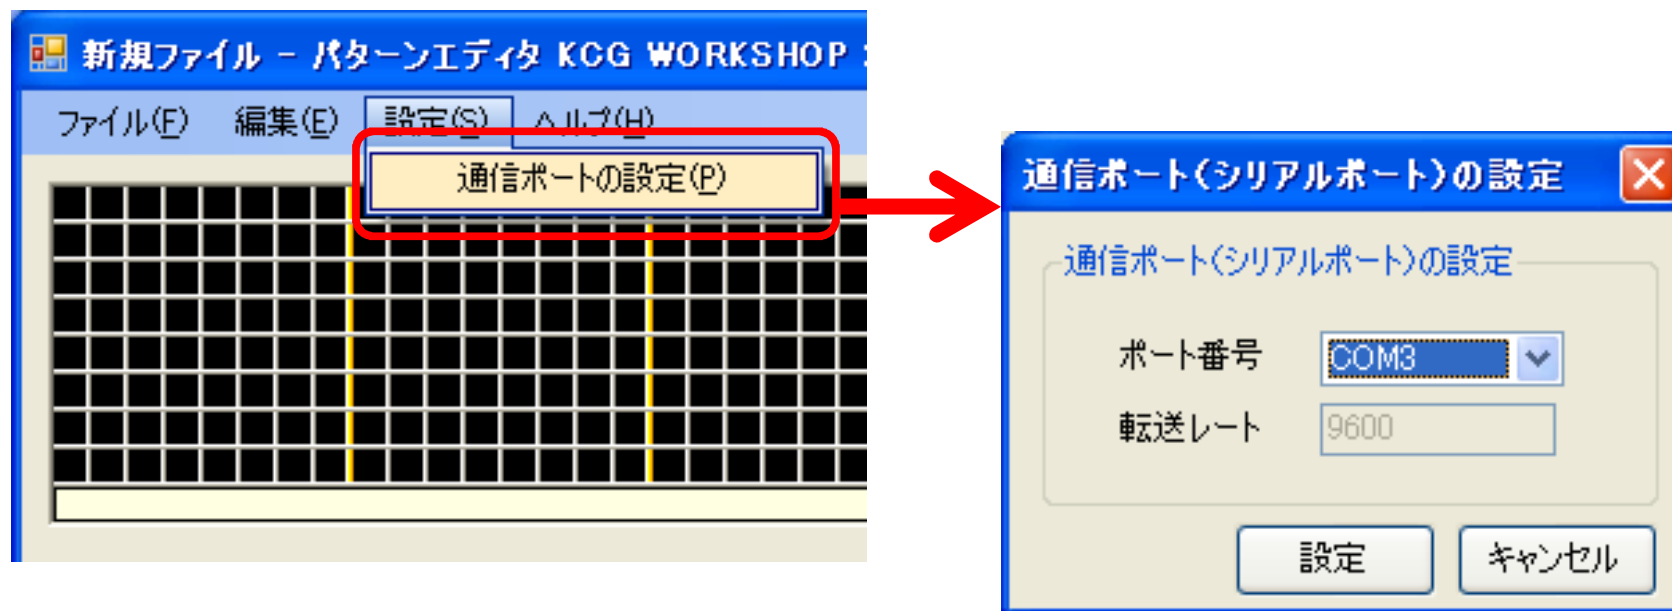 新規ファイル - パターンエディタ KCG WORKSHOP
ファイル(F) 編集(E) 設定(S) ヘルプ(H)
通信ポートの設定(P)
通信ポート(シリアルポート)の設定
通信ポート(シリアルポート)の設定
ポート番号 COM3
転送レート 9600
設定 キャンセル